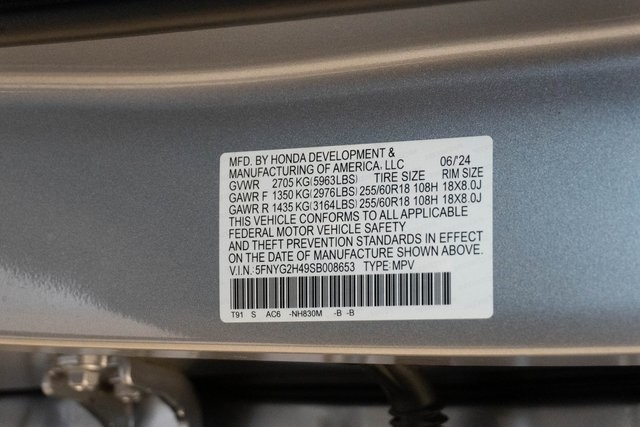 MFD. BY HONDA DEVELOPMENT &
MANUFACTURING OF AMERICA, LLC 06/'24
GVWR 2705 KG(5963LBS) TIRE SIZE RIM SIZE
GAWR F 1350 KG(2976LBS) 255/60R18 108H 18X8.0J
GAWR R 1435 KG(3164LBS) 255/60R18 108H 18X8.0J
THIS VEHICLE CONFORMS TO ALL APPLICABLE
FEDERAL MOTOR VEHICLE SAFETY
AND THEFT PREVENTION STANDARDS IN EFFECT
ON THE DATE OF MANUFACTURE SHOWN ABOVE.
V.I.N.: 5FNYG2H49SB008653 TYPE: MPV
T91 S AC6 -NH830M -B -B